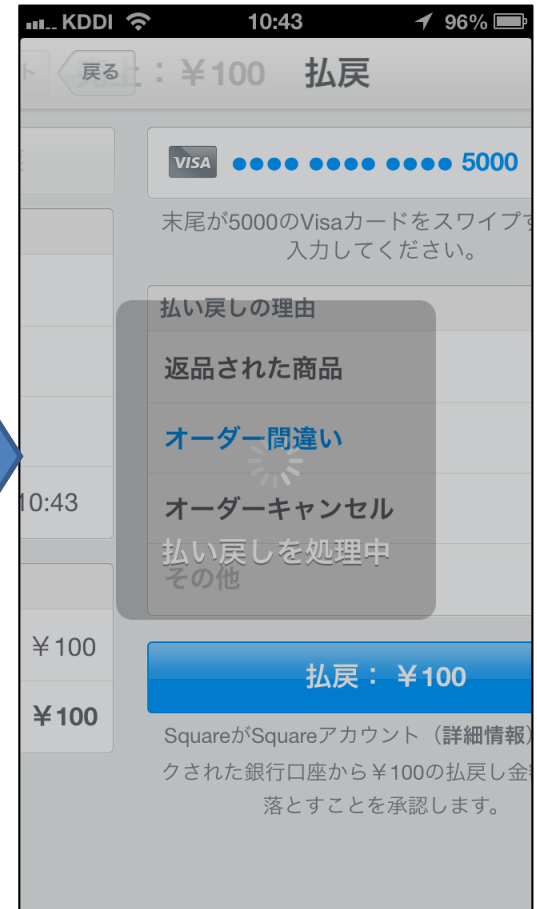 KDDI 10:43 96%
戻る : ¥100 払戻
VISA •••• •••• •••• 5000
末尾が5000のVisaカードをスワイプ
入力してください。
払い戻しの理由
返品された商品
オーダー間違い
10:43
オーダーキャンセル
払い戻しを処理中
その他
¥100
払戻: ¥100
¥100
SquareがSquareアカウント(詳細情報)
クされた銀行口座から¥100の払戻し金
落とすことを承認します。